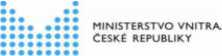 MINISTERSTVO VNITRA
ČESKÉ REPUBLIKY